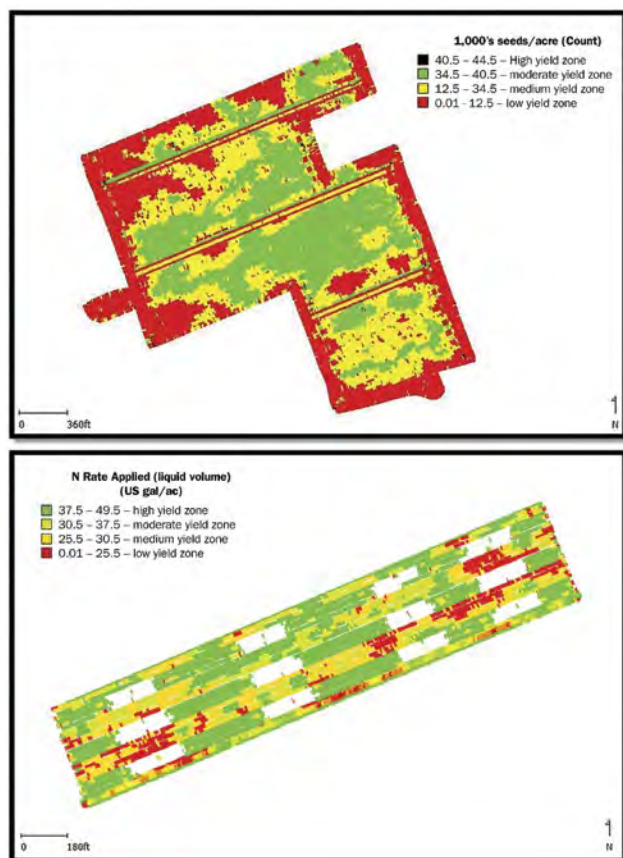 1,000's seeds/acre (Count)
40.5 – 44.5 – High yield zone
34.5 – 40.5 – moderate yield zone
12.5 – 34.5 – medium yield zone
0.01 - 12.5 – low yield zone
0 360ft
N
N Rate Applied (liquid volume)
(US gal/ac)
37.5 – 49.5 – high yield zone
30.5 – 37.5 – moderate yield zone
25.5 – 30.5 – medium yield zone
0.01 – 25.5 – low yield zone
0 180ft
N